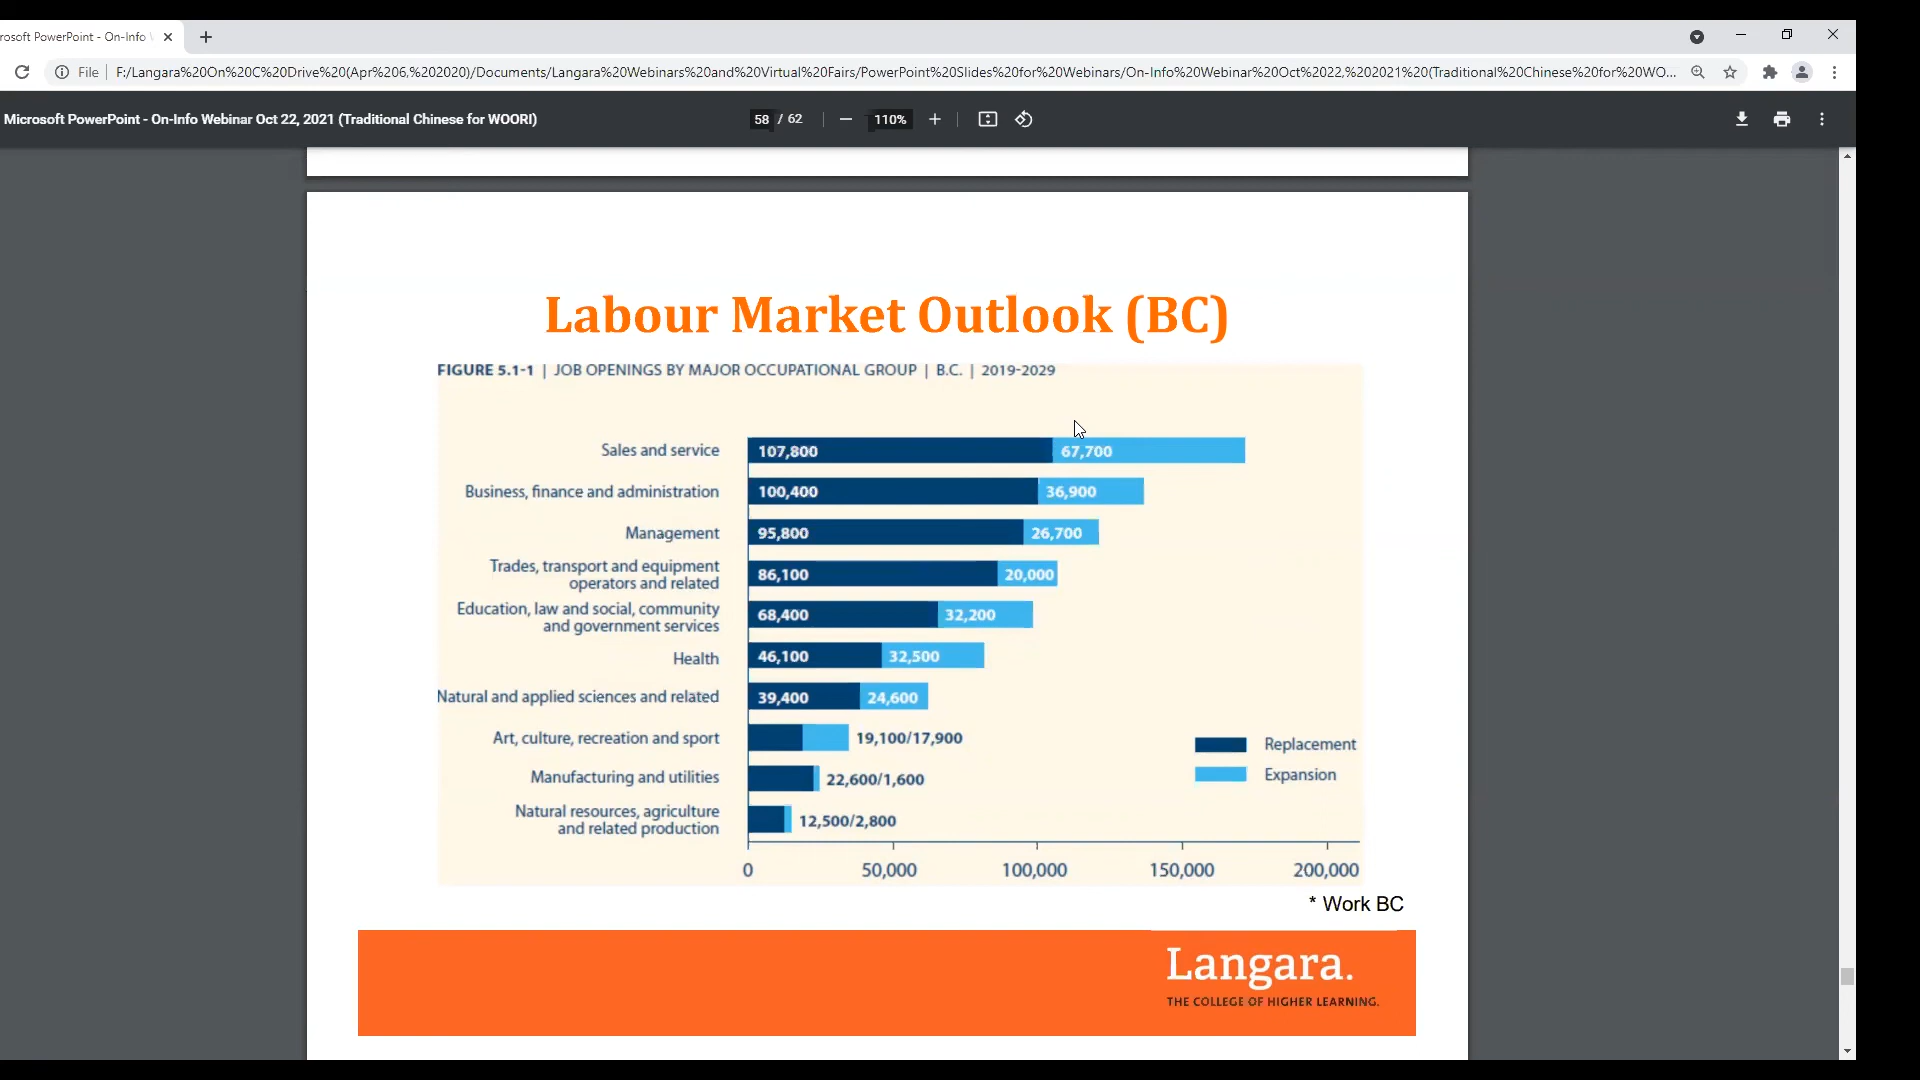 rosoft PowerPoint - On-Info
File
F:/Langara%20On%20C%20Drive%20(Apr%206,%202020)/Documents/Langara%20Webinars%20and%20Virtual%20Fairs/PowerPoint%20Slides%20for%20Webinars/On-Info%20Webinar%20Oct%2022,%202021%20(Traditional%20Chinese%20for%20WO...
Microsoft PowerPoint - On-Info Webinar Oct 22, 2021 (Traditional Chinese for WOORI)
58 / 62
110%
Labour Market Outlook (BC)
FIGURE 5.1-1 | JOB OPENINGS BY MAJOR OCCUPATIONAL GROUP | B.C. | 2019-2029
Sales and service 107,800 67,700
Business, finance and administration 100,400 36,900
Management 95,800 26,700
Trades, transport and equipment
operators and related 86,100 20,000
Education, law and social, community
and government services 68,400 32,200
Health 46,100 32,500
Natural and applied sciences and related 39,400 24,600
Art, culture, recreation and sport 19,100/17,900
Manufacturing and utilities 22,600/1,600
Natural resources, agriculture
and related production 12,500/2,800
Replacement
Expansion
0 50,000 100,000 150,000 200,000
* Work BC
Langara.
THE COLLEGE OF HIGHER LEARNING.